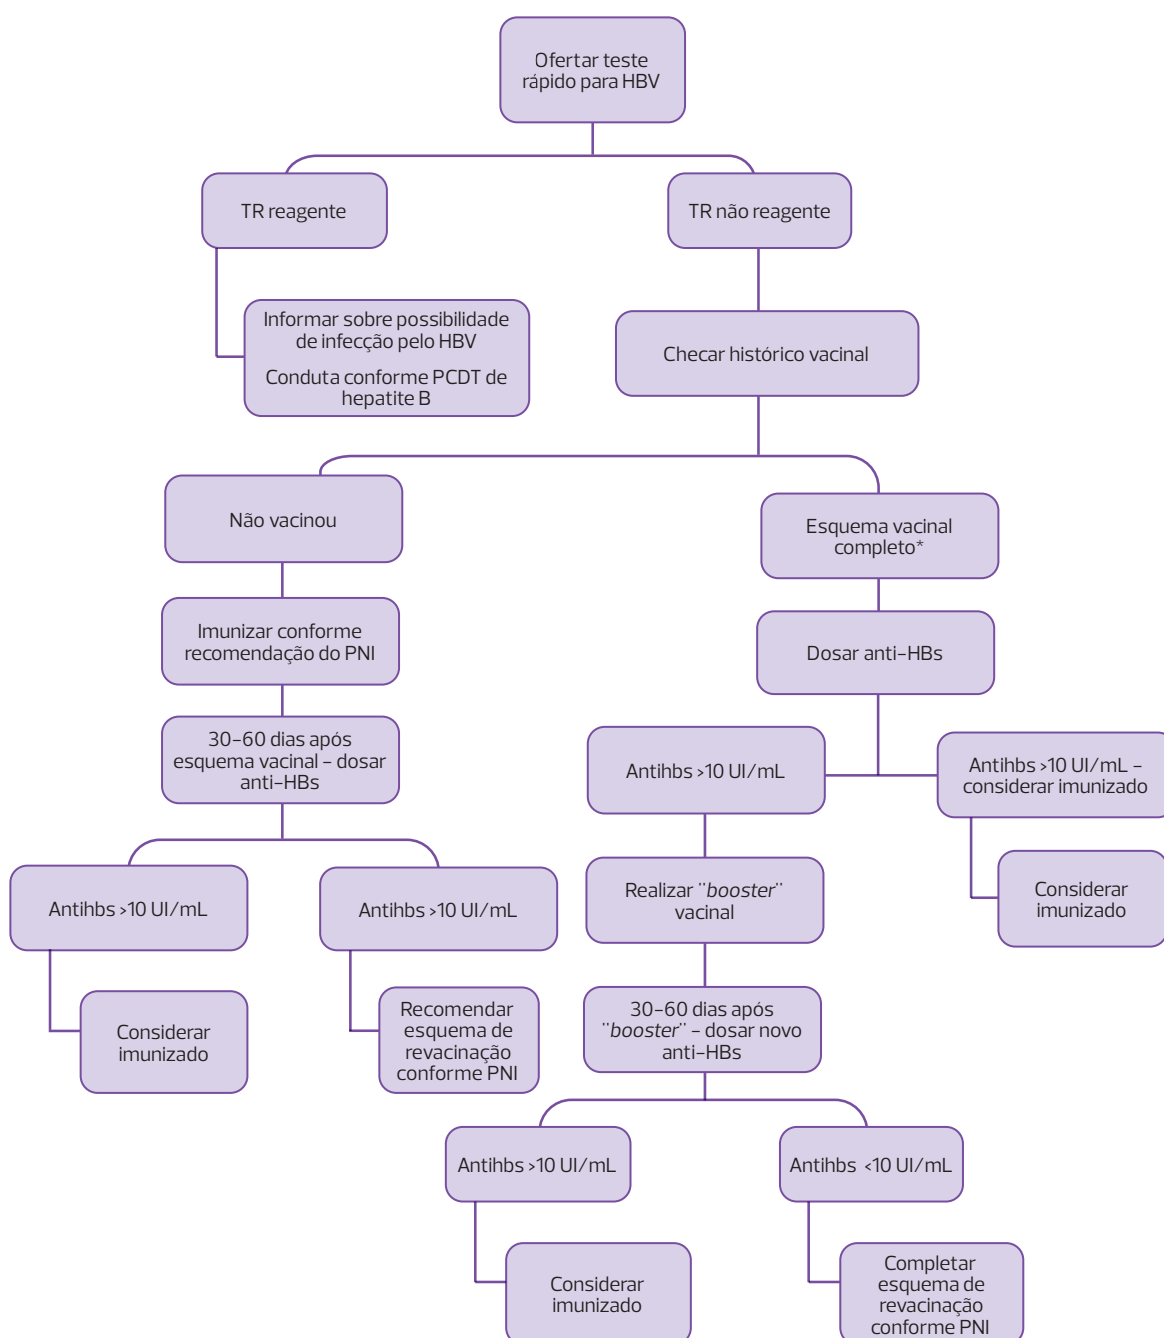 Ofertar teste
rápido para HBV
TR reagente
TR não reagente
Informar sobre possibilidade
de infecção pelo HBV
Conduta conforme PCDT de
hepatite B
Checar histórico vacinal
Não vacinou
Esquema vacinal
completo*
Imunizar conforme
recomendação do PNI
Dosar anti-HBs
30-60 dias após
esquema vacinal - dosar
anti-HBs
Antihbs >10 UI/mL
Antihbs >10 UI/mL -
considerar imunizado
Antihbs >10 UI/mL
Antihbs >10 UI/mL
Realizar "booster"
vacinal
Considerar
imunizado
Considerar
imunizado
Recomendar
esquema de
revacinação
conforme PNI
30-60 dias após
"booster" - dosar novo
anti-HBs
Antihbs >10 UI/mL
Antihbs <10 UI/mL
Considerar
imunizado
Completar
esquema de
revacinação
conforme PNI